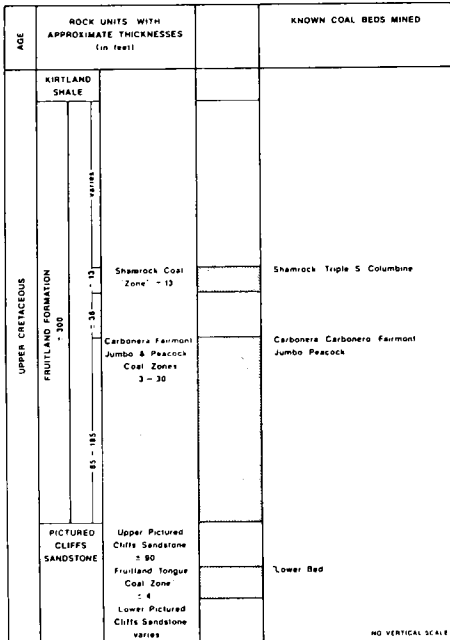 AGE
ROCK UNITS WITH
APPROXIMATE THICKNESSES
(in feet)
KNOWN COAL BEDS MINED
UPPER CRETACEOUS
KIRTLAND
SHALE
FRUITLAND FORMATION
~300
varies
~13
~36
65 – 185
Shamrock Coal
Zone ~ 13
Shamrock Triple S Columbine
Carbonera Fairmont
Jumbo & Peacock
Coal Zones
3 – 30
Carbonera Carbonero Fairmont
Jumbo Peacock
PICTURED
CLIFFS
SANDSTONE
Upper Pictured
Cliffs Sandstone
± 90
Fruitland Tongue
Coal Zone
± 4
Lower Pictured
Cliffs Sandstone
varies
Lower Bed
NO VERTICAL SCALE